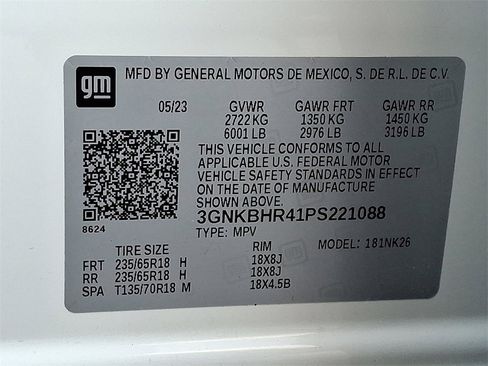 gm
MFD BY GENERAL MOTORS DE MEXICO, S. DE R.L. DE C.V.
05/23 GVWR GAWR FRT GAWR RR
2722 KG 1350 KG 1450 KG
6001 LB 2976 LB 3196 LB
THIS VEHICLE CONFORMS TO ALL
APPLICABLE U.S. FEDERAL MOTOR
VEHICLE SAFETY STANDARDS IN EFFECT
ON THE DATE OF MANUFACTURE
SHOWN ABOVE.
3GNKBHR41PS221088
8624 TYPE: MPV
TIRE SIZE RIM MODEL: 181NK26
FRT 235/65R18 H 18X8J
RR 235/65R18 H 18X8J
SPA T135/70R18 M 18X4.5B